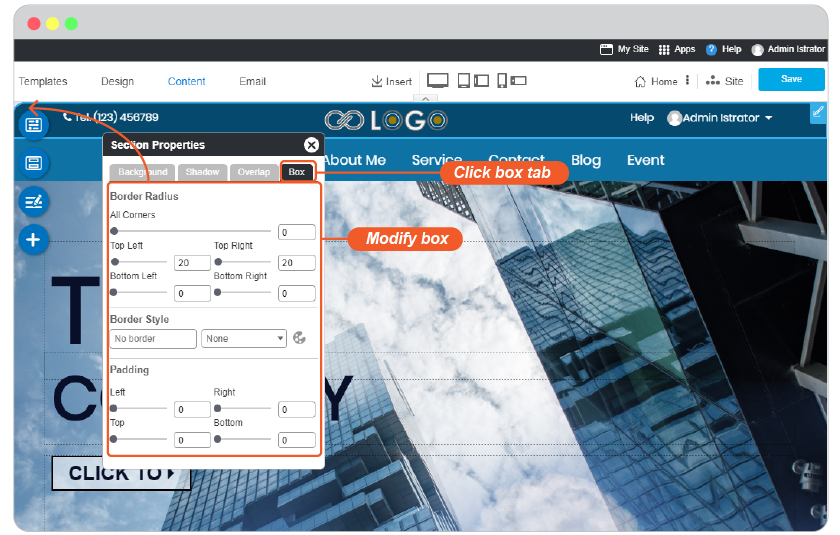 My Site Apps ? Help Admin Istrator
Templates Design Content Email Insert Home Site Save
Tel: (123) 456789 LOGO Help Admin Istrator
About Me Service Contact Blog Event
Section Properties
Background Shadow Overlap Box
Click box tab
Border Radius
All Corners
0
Modify box
Top Left Top Right
20 20
Bottom Left Bottom Right
0 0
Border Style
No border None
Padding
Left Right
0 0
Top Bottom
0 0
CLICK TO